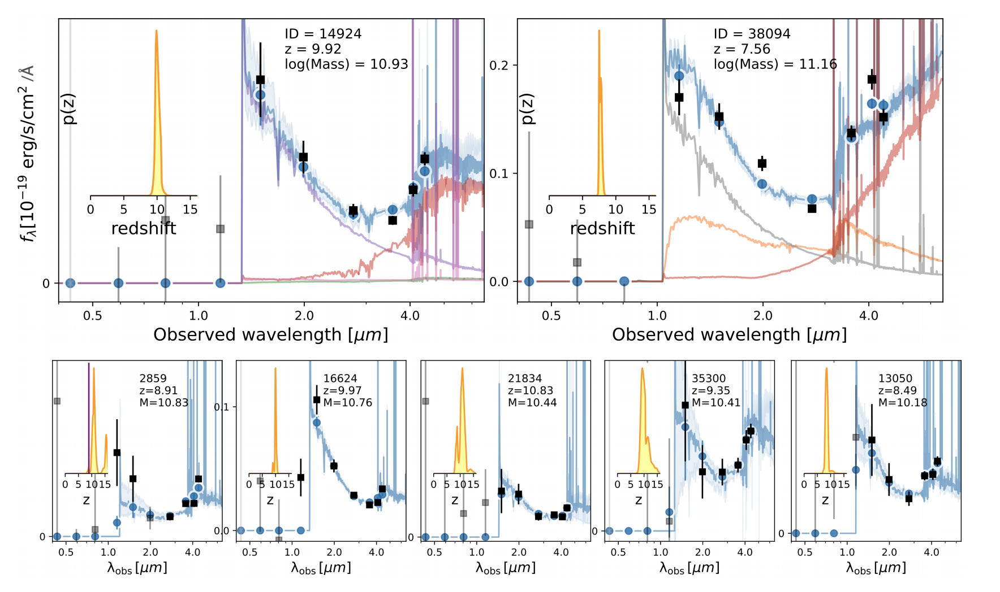 ID = 14924
z = 9.92
log(Mass) = 10.93
p(z)
0 5 10 15
redshift
f_λ[10⁻¹⁹ erg/s/cm² /Å
0
0.5 1.0 2.0 4.0
Observed wavelength [μm]
ID = 38094
z = 7.56
log(Mass) = 11.16
p(z)
0.2
0.1
0.0
0 5 10 15
redshift
0.5 1.0 2.0 4.0
Observed wavelength [μm]
2859
z=8.91
M=10.83
0 5 1015
z
0
0.5 1.0 2.0 4.0
λobs [μm]
16624
z=9.97
M=10.76
0.1
0 5 1015
z
0.0
0.5 1.0 2.0 4.0
λobs [μm]
21834
z=10.83
M=10.44
0 5 1015
z
0
0.5 1.0 2.0 4.0
λobs [μm]
35300
z=9.35
M=10.41
0 5 1015
z
0
0.5 1.0 2.0 4.0
λobs [μm]
13050
z=8.49
M=10.18
0 5 1015
z
0
0.5 1.0 2.0 4.0
λobs [μm]